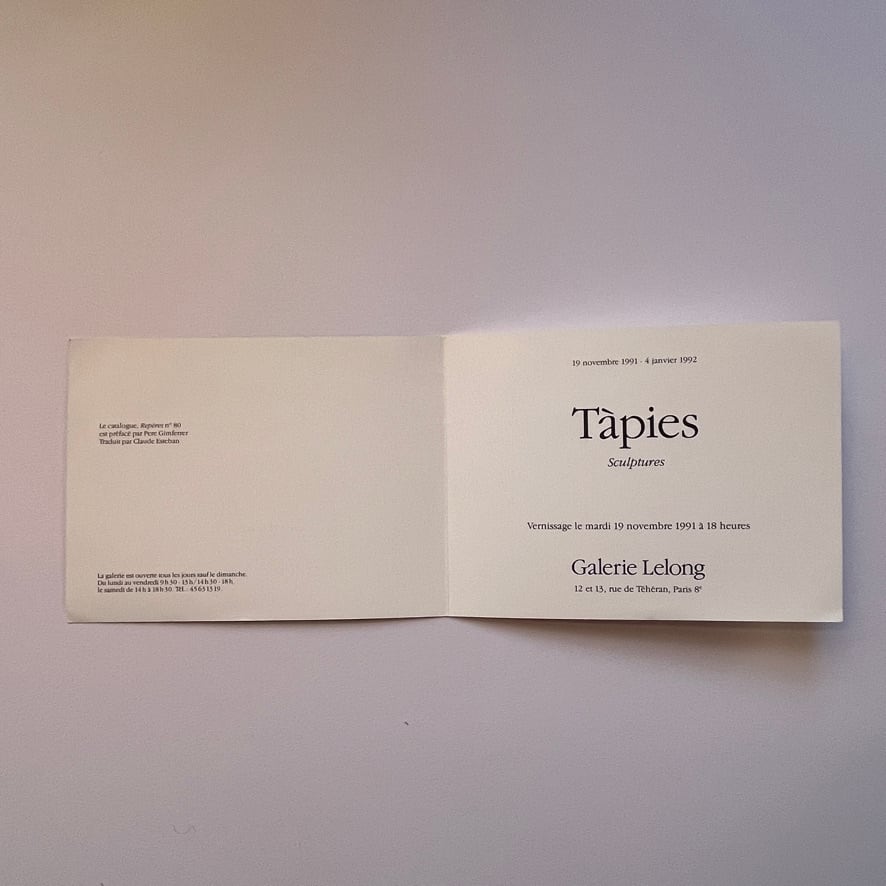 Le catalogue, Repères n° 80
est préfacé par Pere Gimferrer
Traduit par Claude Esteban
La galerie est ouverte tous les jours sauf le dimanche.
Du lundi au vendredi 9 h 30 - 13 h / 14 h 30 - 18 h,
le samedi de 14 h à 18 h 30. Tél. : 45 63 13 19.
19 novembre 1991 - 4 janvier 1992
Tàpies
Sculptures
Vernissage le mardi 19 novembre 1991 à 18 heures
Galerie Lelong
12 et 13, rue de Téhéran, Paris 8e